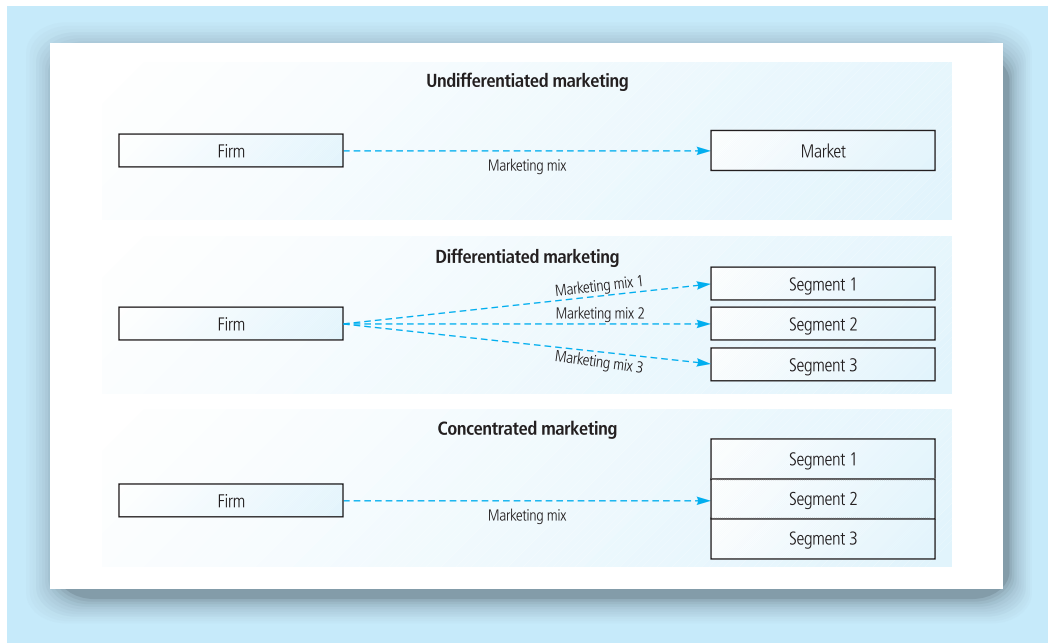 Undifferentiated marketing
Firm
Marketing mix
Market
Differentiated marketing
Firm
Marketing mix 1
Marketing mix 2
Marketing mix 3
Segment 1
Segment 2
Segment 3
Concentrated marketing
Firm
Marketing mix
Segment 1
Segment 2
Segment 3